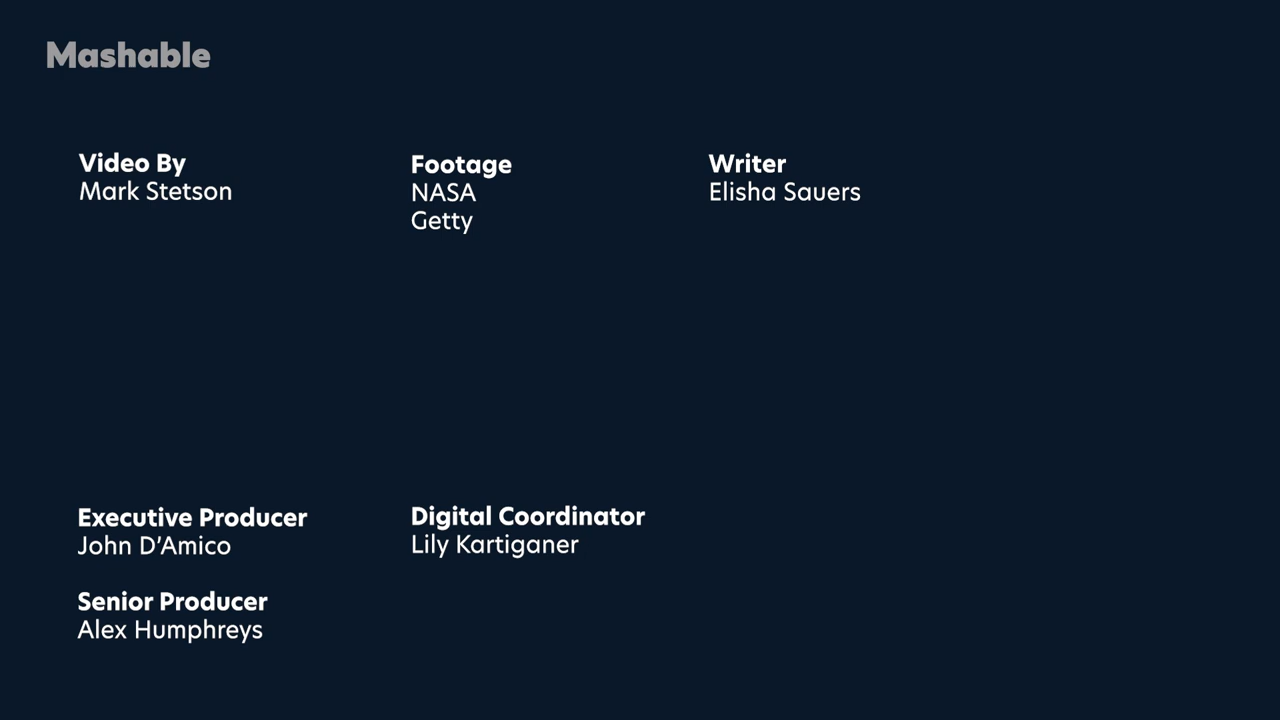 Mashable
Video By
Mark Stetson
Footage
NASA
Getty
Writer
Elisha Sauers
Executive Producer
John D’Amico
Senior Producer
Alex Humphreys
Digital Coordinator
Lily Kartiganer